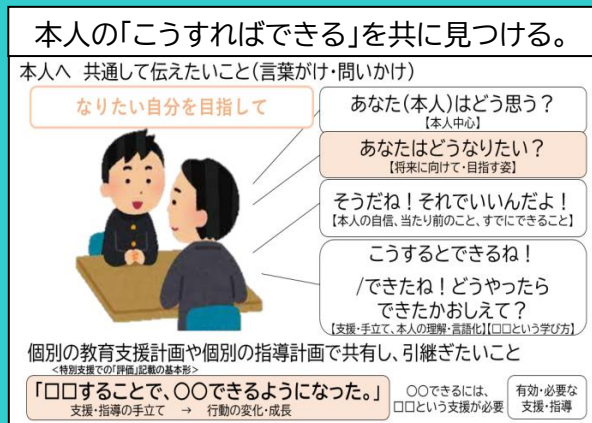 本人の「こうすればできる」を共に見つける。
本人へ 共通して伝えたいこと(言葉がけ・問いかけ)
なりたい自分を目指して
あなた(本人)はどう思う?
【本人中心】
あなたはどうなりたい?
【将来に向けて・目指す姿】
そうだね!それでいいんだよ!
【本人の自信、当たり前のこと、すでにできること】
こうするとできるね!
/できたね!どうやったら
できたかおしえて?
【支援・手立て、本人の理解・言語化】【□□という学び方】
個別の教育支援計画や個別の指導計画で共有し、引継ぎたいこと
<特別支援での「評価」記載の基本形>
「□□することで、○○できるようになった。」
支援・指導の手立て → 行動の変化・成長
○○できるには、
□□という支援が必要
有効・必要な
支援・指導